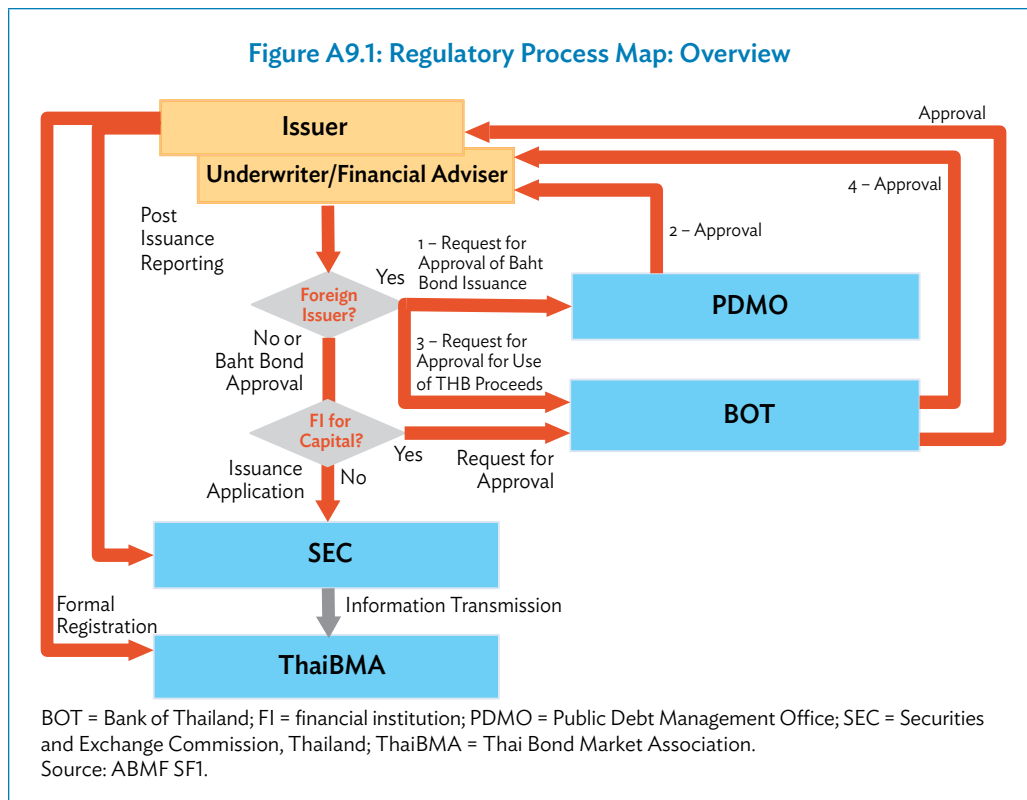 Figure A9.1: Regulatory Process Map: Overview
Issuer
Approval
Underwriter/Financial Adviser
4 – Approval
Post
Issuance
Reporting
2 – Approval
1 – Request for
Approval of Baht
Bond Issuance
Yes
Foreign
Issuer?
PDMO
No or
Baht Bond
Approval
3 – Request for
Approval for Use
of THB Proceeds
BOT
FI for
Capital?
Yes
Request for
Approval
Issuance
Application
No
SEC
Information Transmission
Formal
Registration
ThaiBMA
BOT = Bank of Thailand; FI = financial institution; PDMO = Public Debt Management Office; SEC = Securities
and Exchange Commission, Thailand; ThaiBMA = Thai Bond Market Association.
Source: ABMF SF1.